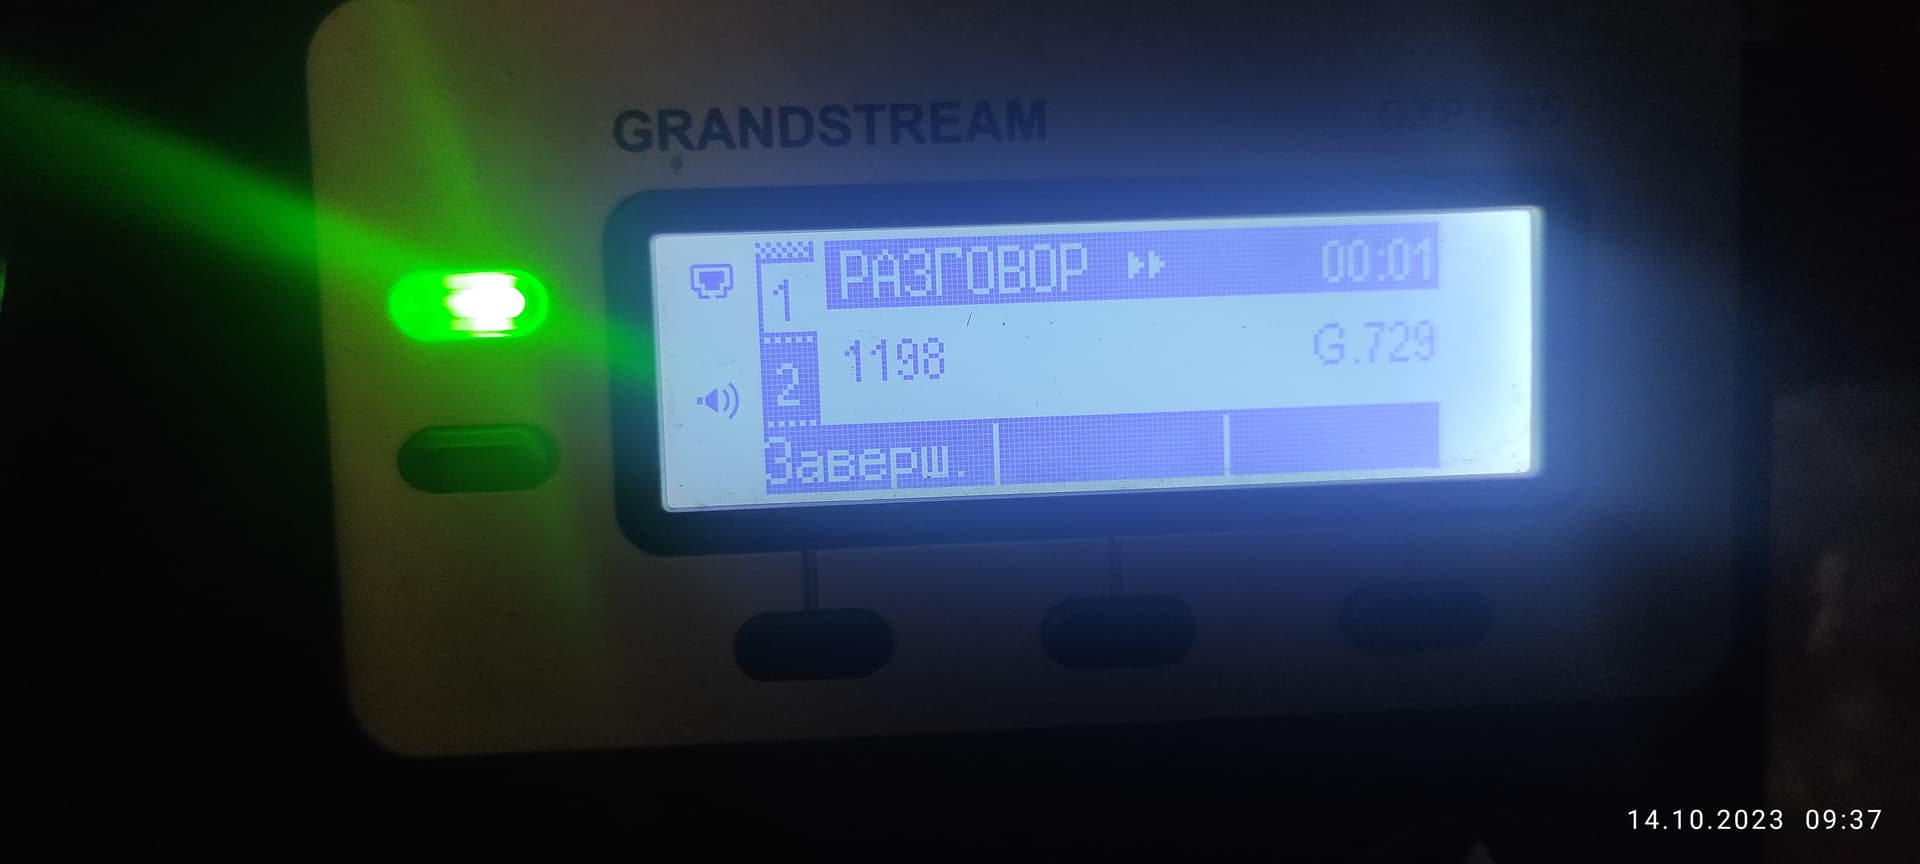 GRANDSTREAM
1 РАЗГОВОР 00:01
2 1198 G.729
Заверш.
14.10.2023 09:37